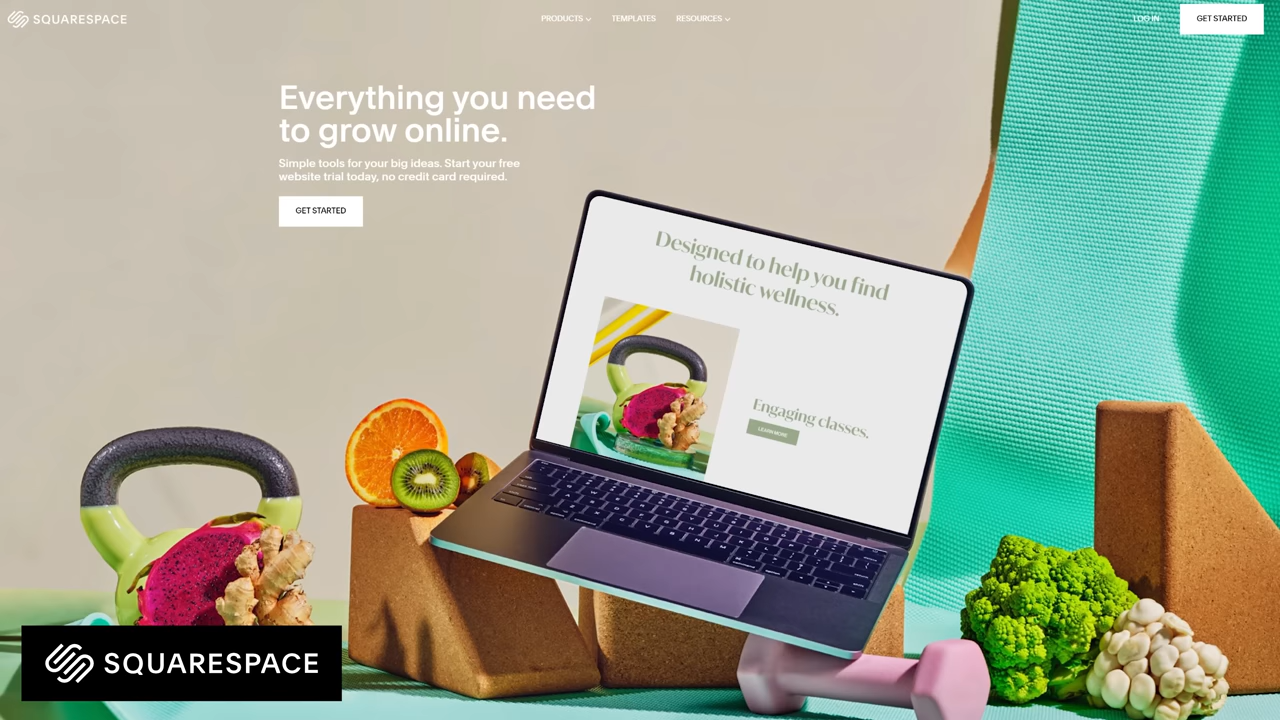 SQUARESPACE
PRODUCTS
TEMPLATES
RESOURCES
LOG IN
GET STARTED
Everything you need
to grow online.
Simple tools for your big ideas. Start your free
website trial today, no credit card required.
GET STARTED
Designed to help you find
holistic wellness.
Engaging classes.
LEARN MORE
SQUARESPACE